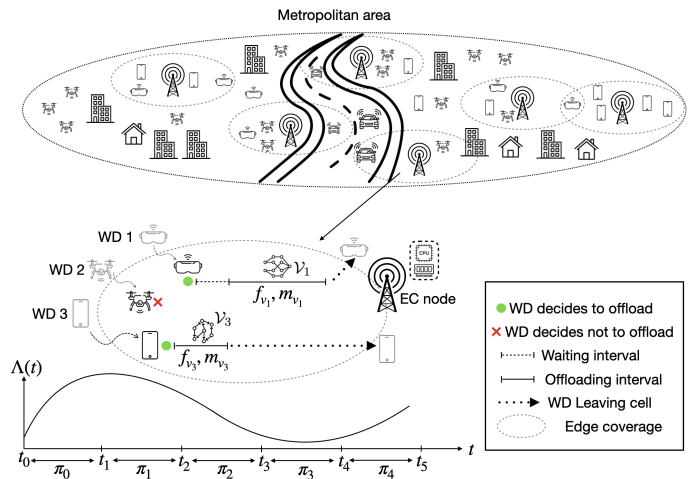 Metropolitan area
WD 1
WD 2
WD 3
𝒱₁
f_{v₁}, m_{v₁}
𝒱₃
f_{v₃}, m_{v₃}
CPU
EC node
WD decides to offload
WD decides not to offload
Waiting interval
Offloading interval
WD Leaving cell
Edge coverage
Λ(t)
t₀ t₁ t₂ t₃ t₄ t₅ t
π₀ π₁ π₂ π₃ π₄